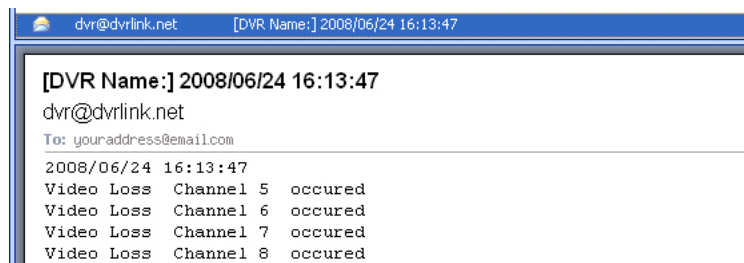 dvr@dvrlink.net [DVR Name:] 2008/06/24 16:13:47
[DVR Name:] 2008/06/24 16:13:47
dvr@dvrlink.net
To: youraddress@email.com
2008/06/24 16:13:47
Video Loss Channel 5 occured
Video Loss Channel 6 occured
Video Loss Channel 7 occured
Video Loss Channel 8 occured